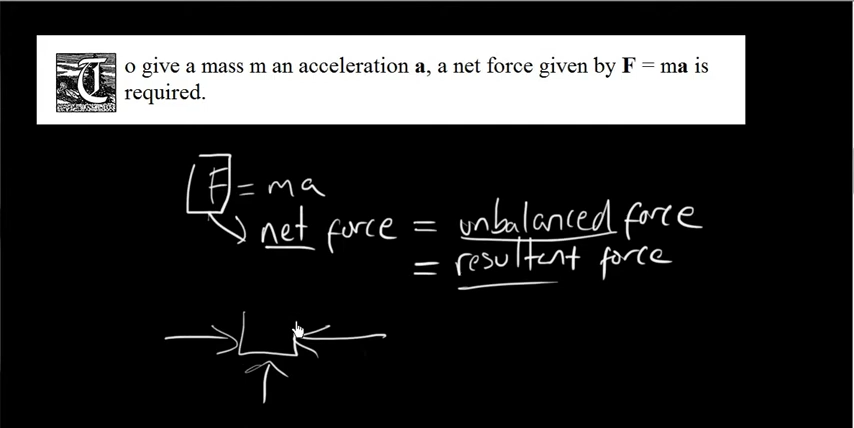 To give a mass m an acceleration a, a net force given by F = ma is
required.
F = ma
net force = unbalanced force
= resultent force